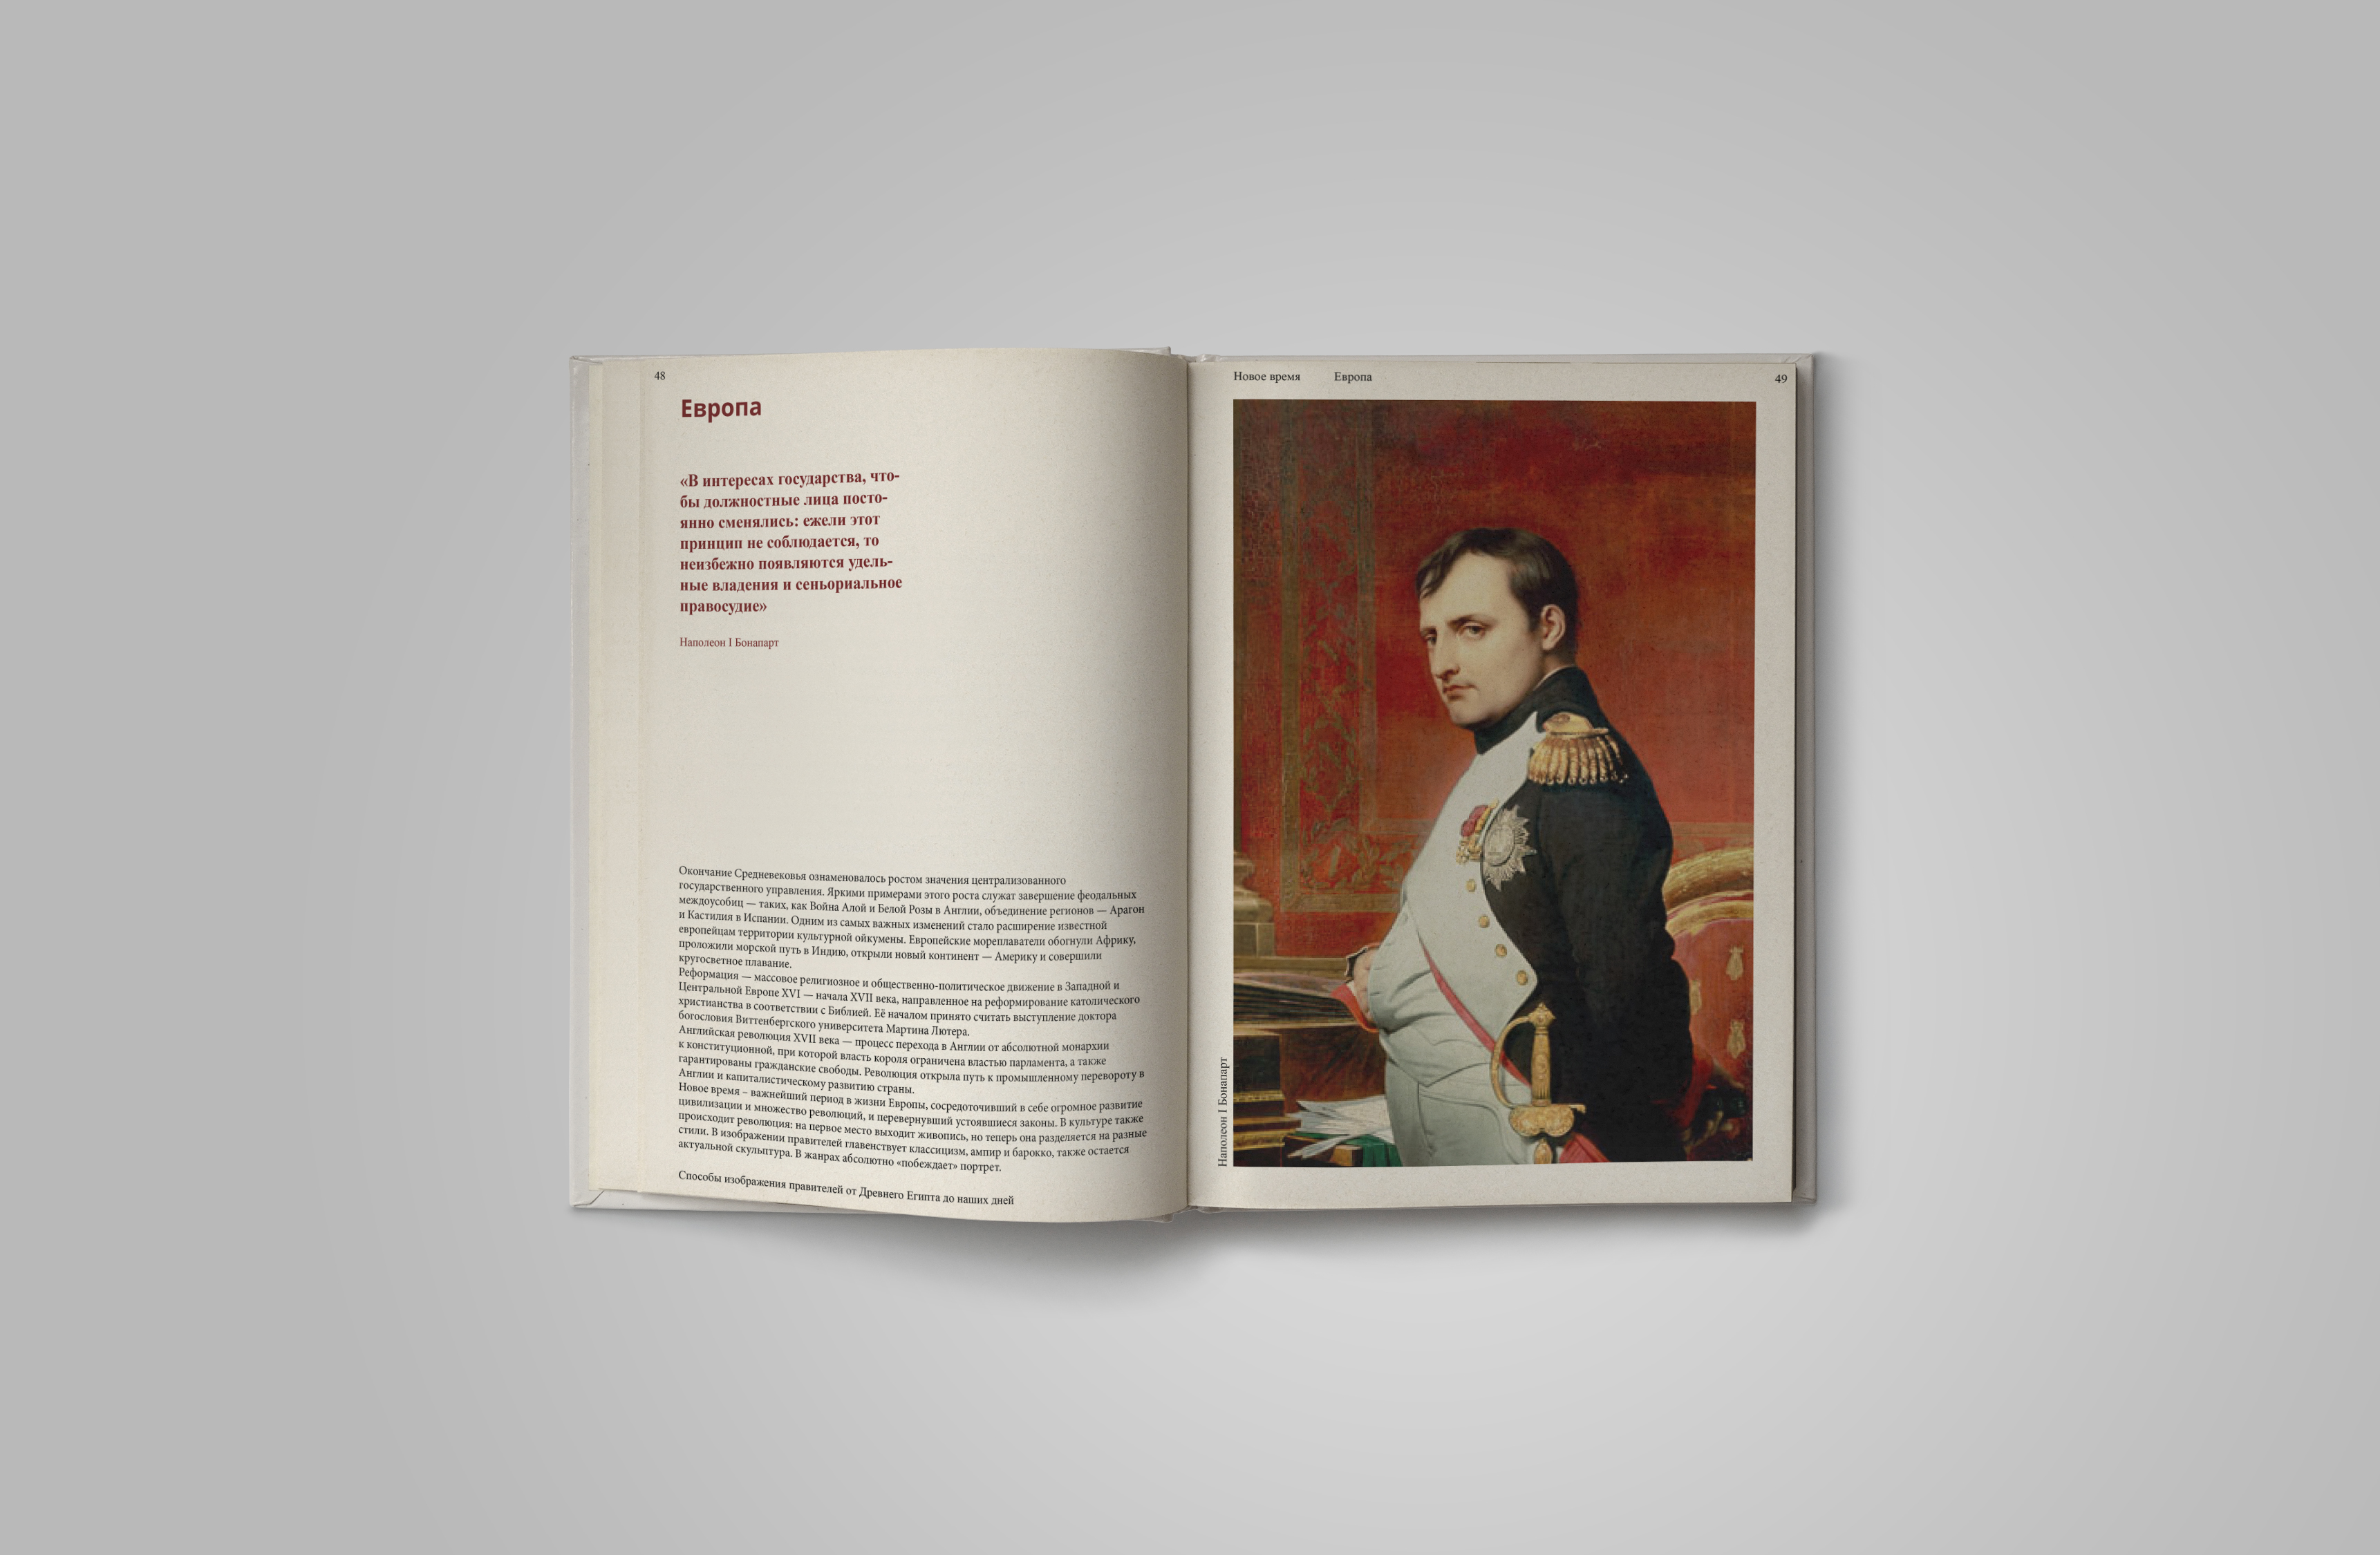 48
Европа
«В интересах государства, что-
бы должностные лица посто-
янно сменялись: ежели этот
принцип не соблюдается, то
неизбежно появляются удель-
ные владения и сеньориальное
правосудие»
Наполеон I Бонапарт
Окончание Средневековья ознаменовалось ростом значения централизованного
государственного управления. Яркими примерами этого роста служат завершение феодальных
междоусобиц — таких, как Война Алой и Белой Розы в Англии, объединение регионов — Арагон
и Кастилия в Испании. Одним из самых важных изменений стало расширение известной
европейцам территории культурной ойкумены. Европейские мореплаватели обогнули Африку,
проложили морской путь в Индию, открыли новый континент — Америку и совершили
кругосветное плавание.
Реформация — массовое религиозное и общественно-политическое движение в Западной и
Центральной Европе XVI — начала XVII века, направленное на реформирование католического
христианства в соответствии с Библией. Её началом принято считать выступление доктора
богословия Виттенбергского университета Мартина Лютера.
Английская революция XVII века — процесс перехода в Англии от абсолютной монархии
к конституционной, при которой власть короля ограничена властью парламента, а также
гарантированы гражданские свободы. Революция открыла путь к промышленному перевороту в
Англии и капиталистическому развитию страны.
Новое время – важнейший период в жизни Европы, сосредоточивший в себе огромное развитие
цивилизации и множество революций, и перевернувший устоявшиеся законы. В культуре также
происходит революция: на первое место выходит живопись, но теперь она разделяется на разные
стили. В изображении правителей главенствует классицизм, ампир и барокко, также остается
актуальной скульптура. В жанрах абсолютно «побеждает» портрет.
Способы изображения правителей от Древнего Египта до наших дней
Новое время Европа
49
Наполеон I Бонапарт